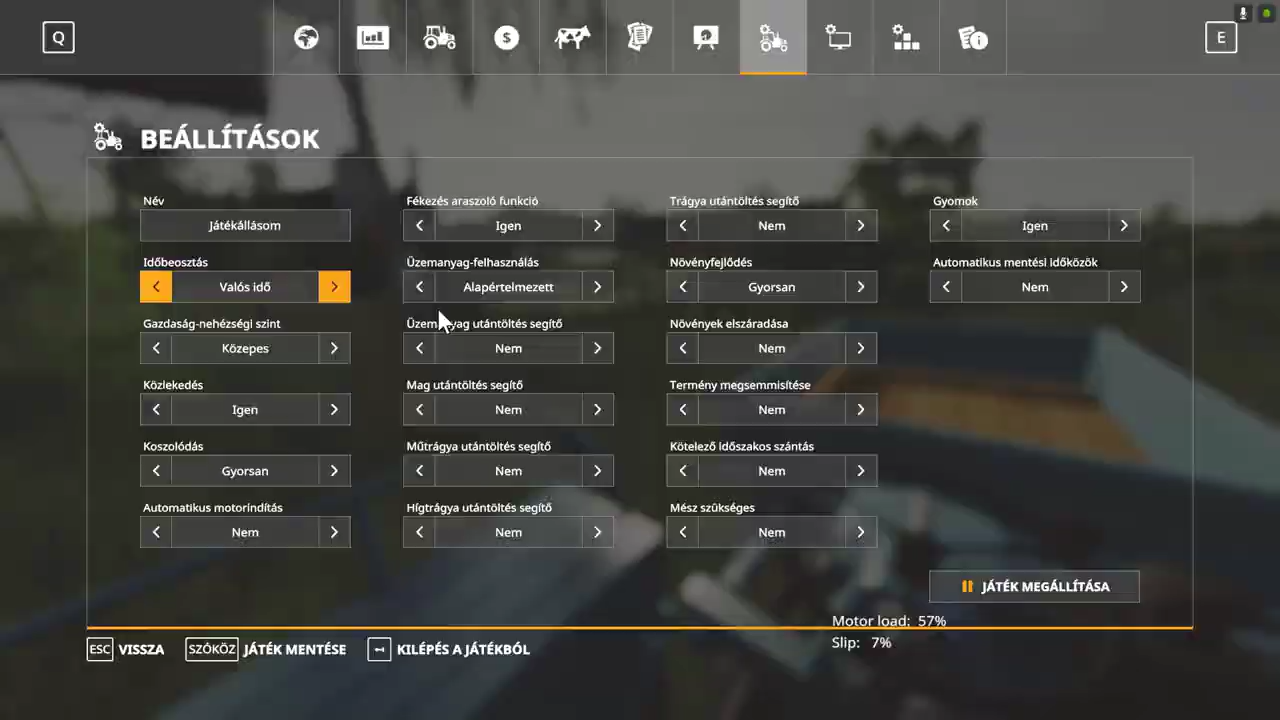 Q
E
BEÁLLÍTÁSOK
Név
Játékállásom
Időbeosztás
Valós idő
Gazdaság-nehézségi szint
Közepes
Közlekedés
Igen
Koszolódás
Gyorsan
Automatikus motorindítás
Nem
Fékezés araszoló funkció
Igen
Üzemanyag-felhasználás
Alapértelmezett
Üzemanyag utántöltés segítő
Nem
Mag utántöltés segítő
Nem
Műtrágya utántöltés segítő
Nem
Hígtrágya utántöltés segítő
Nem
Trágya utántöltés segítő
Nem
Növényfejlődés
Gyorsan
Növények elszáradása
Nem
Termény megsemmisítése
Nem
Kötelező időszakos szántás
Nem
Mész szükséges
Nem
Gyomok
Igen
Automatikus mentési időközök
Nem
JÁTÉK MEGÁLLÍTÁSA
Motor load: 57%
Slip: 7%
ESC VISSZA SZÓKÖZ JÁTÉK MENTÉSE KILÉPÉS A JÁTÉKBÓL